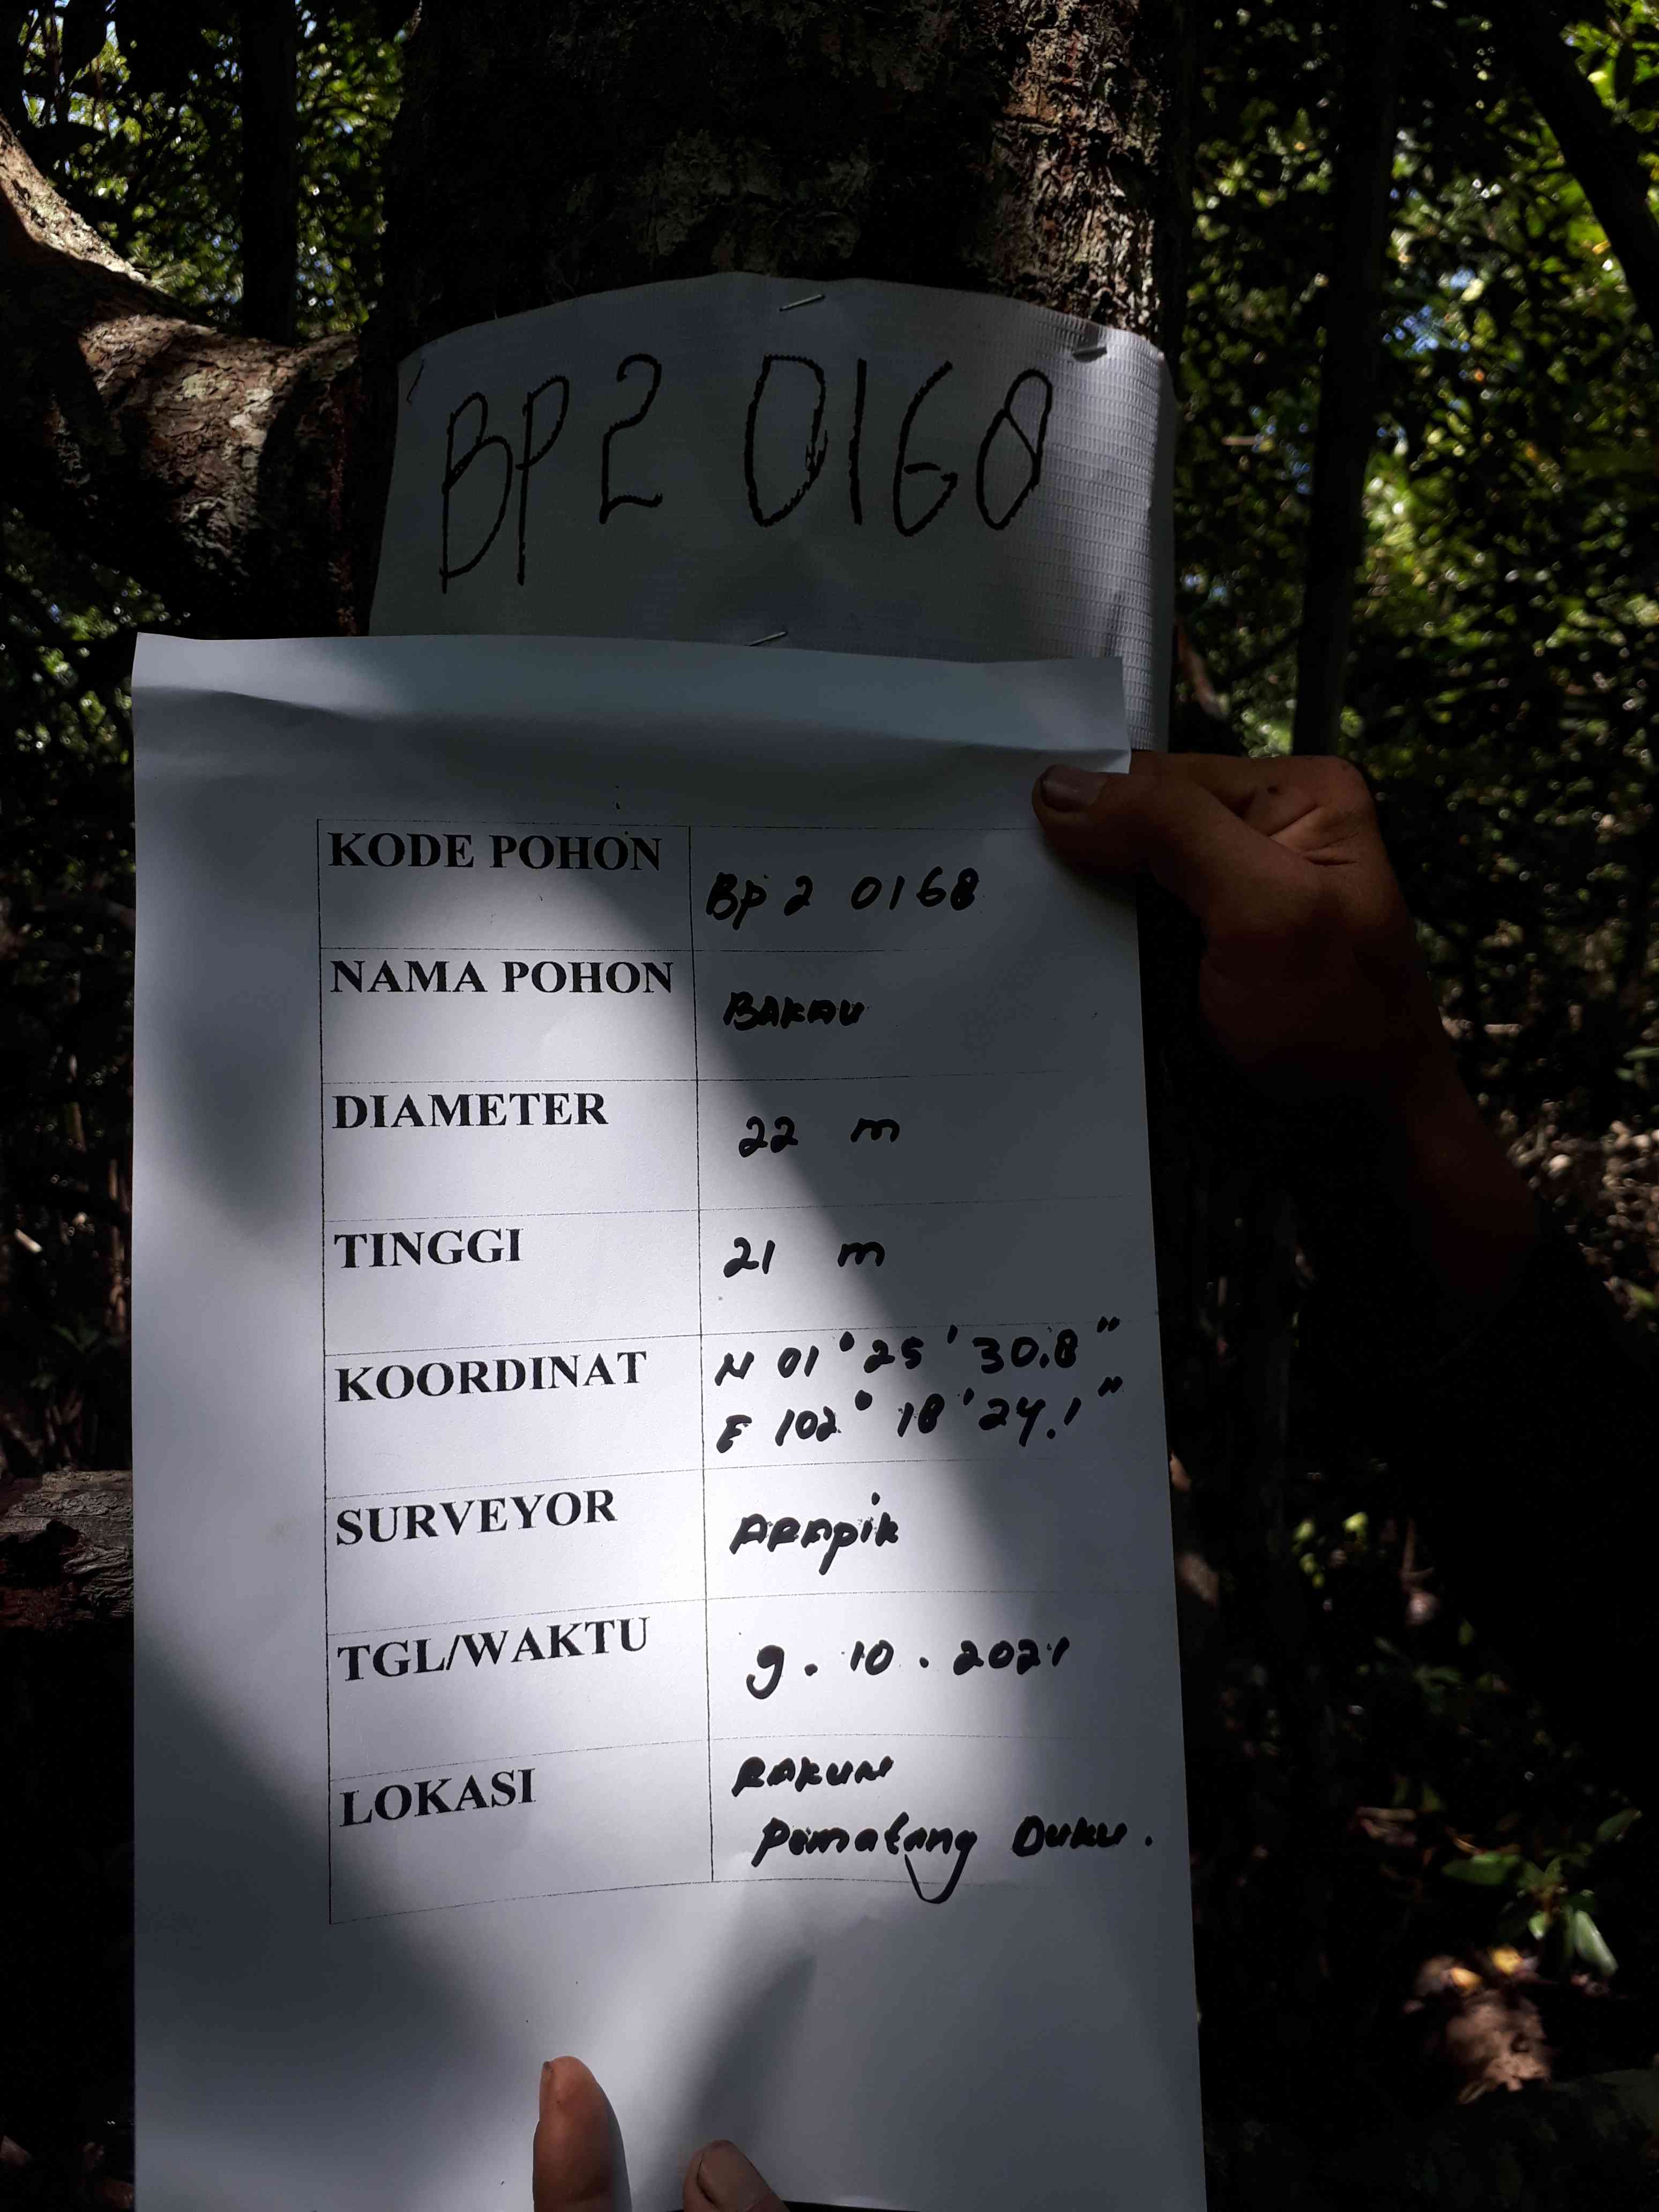 BP2 0168
KODE POHON
BP 2 0168
NAMA POHON
BAKAU
DIAMETER
22 m
TINGGI
21 m
KOORDINAT
N 01° 25' 30.8"
E 102° 18' 24.1"
SURVEYOR
ARApik
TGL/WAKTU
9. 10. 2021
LOKASI
RAKUN
Pematang Duku.